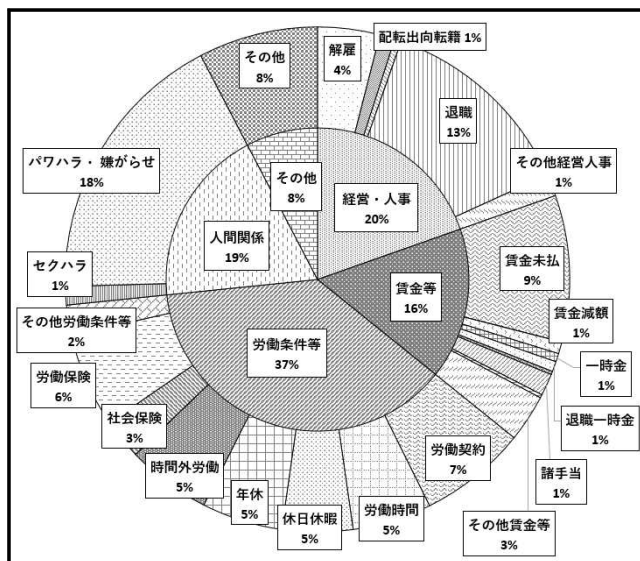 その他
8%
解雇
4%
配転出向転籍 1%
退職
13%
その他経営人事
1%
パワハラ・ 嫌がらせ
18%
その他
8%
経営・人事
20%
人間関係
19%
賃金等
16%
賃金未払
9%
セクハラ
1%
賃金減額
1%
その他労働条件等
2%
労働条件等
37%
一時金
1%
労働保険
6%
退職一時金
1%
社会保険
3%
労働契約
7%
時間外労働
5%
諸手当
1%
年休
5%
休日休暇
5%
労働時間
5%
その他賃金等
3%